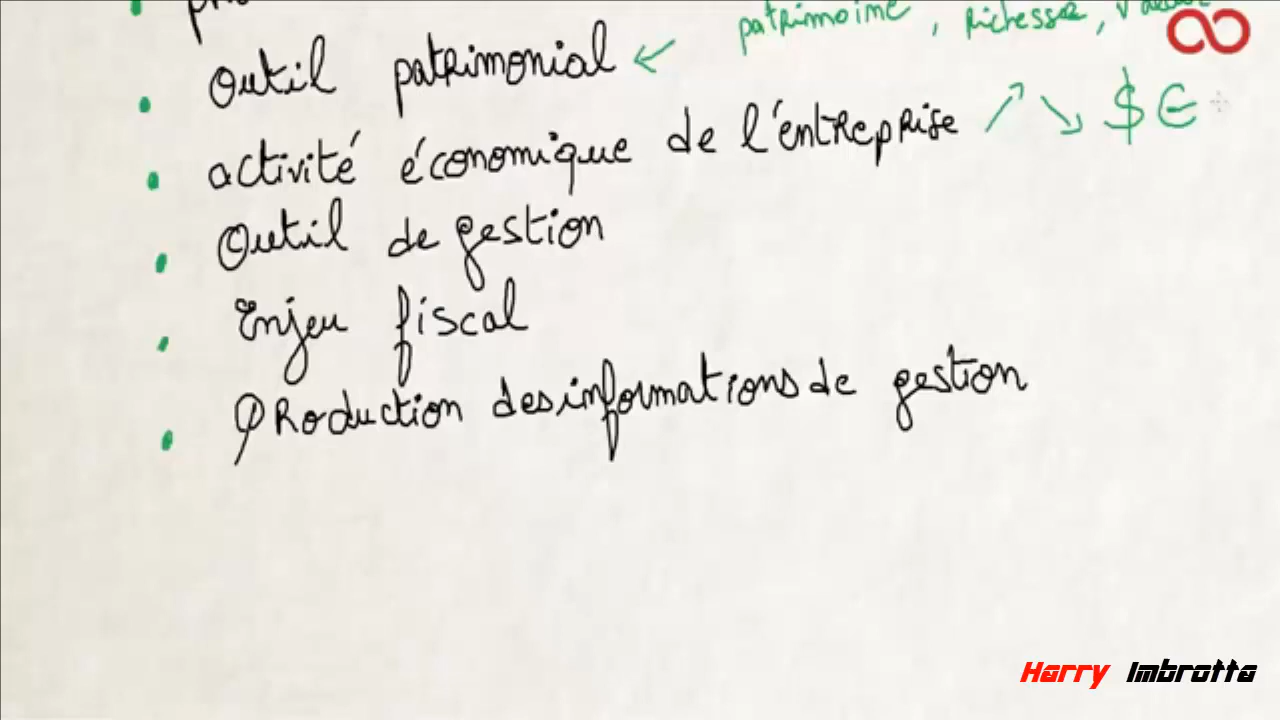 patrimoine, Richesse,
Outil patrimonial ←
activité économique de l'entreprise ↗ ↘ $ €
Outil de gestion
Enjeu fiscal
Production des informations de gestion
Harry Imbrotta